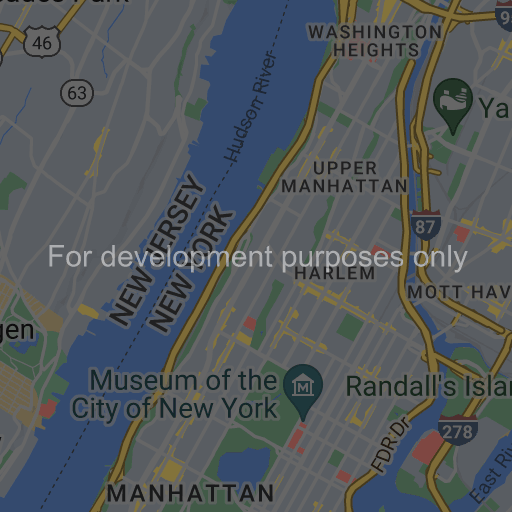 46
WASHINGTON
HEIGHTS
63
Hudson River
Ya
UPPER
MANHATTAN
87
NEW JERSEY
NEW YORK
For development purposes only
HARLEM
MOTT HAV
gen
Museum of the
City of New York
Randall's Islan
278
FDR Dr
East Ri
MANHATTAN